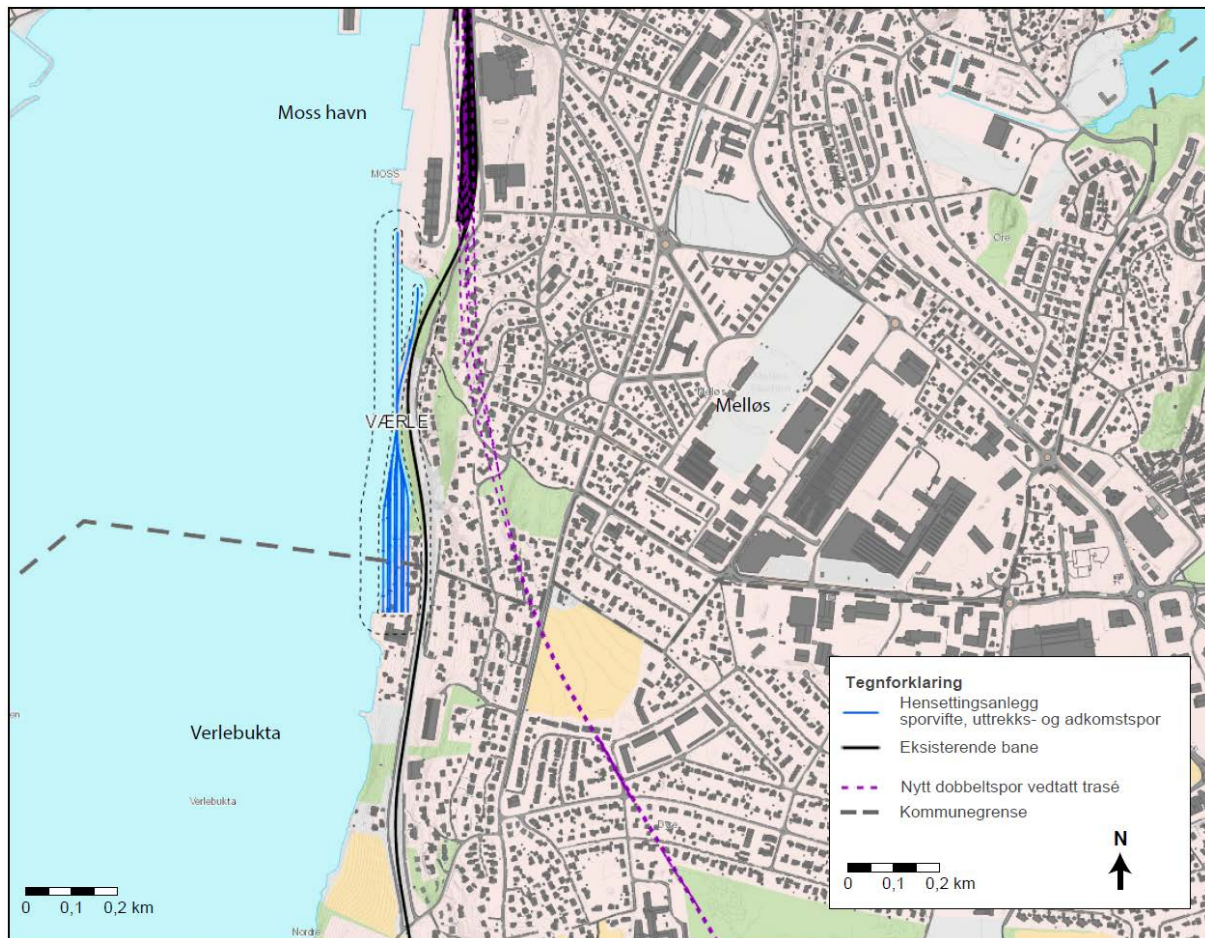 Moss havn
MOSS
Øre
Melløs
VÆRLE
Verlebukta
Verlebukta
Nordre
Tegnforklaring
Hensettingsanlegg
sporvifte, uttrekks- og adkomstspor
Eksisterende bane
Nytt dobbeltspor vedtatt trasé
Kommunegrense
N
0 0,1 0,2 km
0 0,1 0,2 km